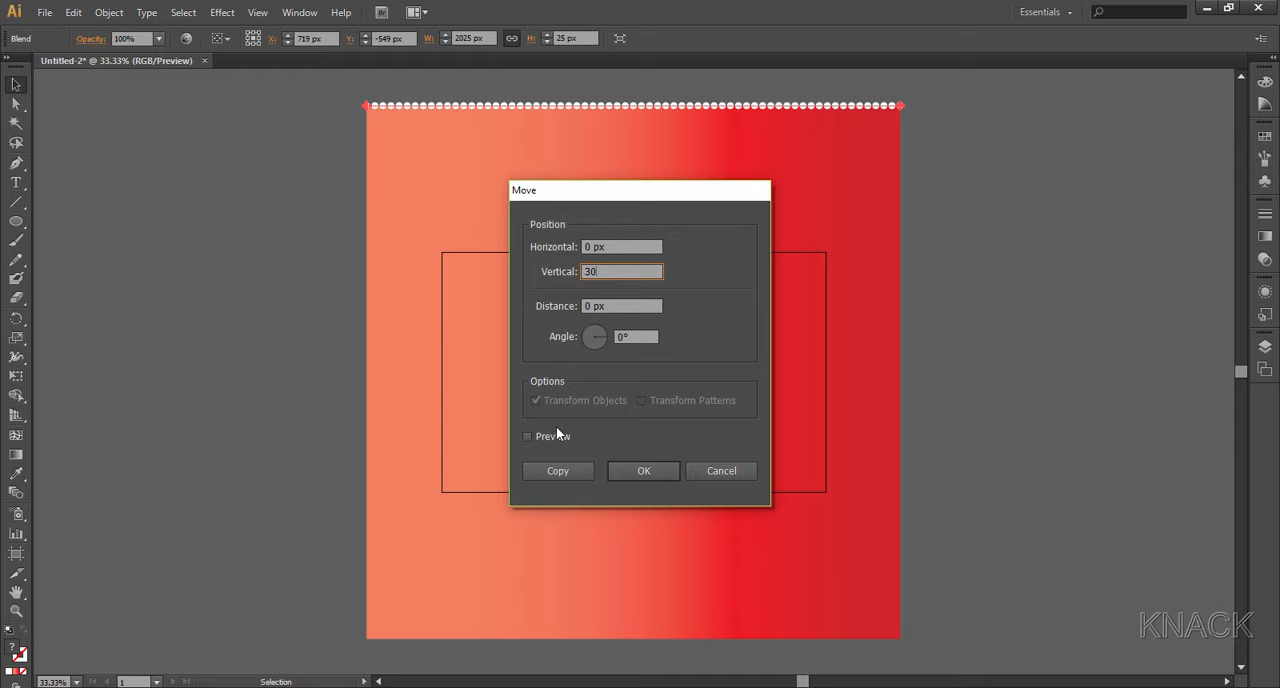 Ai File Edit Object Type Select Effect View Window Help Br Essentials
Blend Opacity: 100% X: 719 px Y: -549 px W: 2025 px H: 25 px
Untitled-2* @ 33.33% (RGB/Preview) ×
Move
Position
Horizontal: 0 px
Vertical: 30
Distance: 0 px
Angle: 0°
Options
Transform Objects Transform Patterns
Preview
Copy OK Cancel
KNACK
33.33% 1 Selection